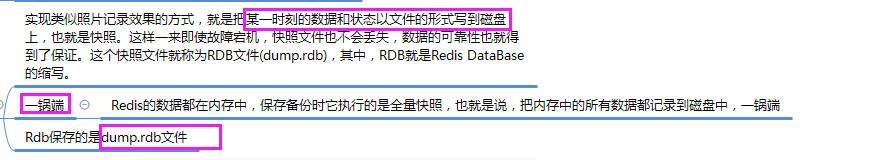 实现类似照片记录效果的方式，就是把某一时刻的数据和状态以文件的形式写到磁盘
上，也就是快照。这样一来即使故障宕机，快照文件也不会丢失，数据的可靠性也就得
到了保证。这个快照文件就称为RDB文件(dump.rdb)，其中，RDB就是Redis DataBase
的缩写。
一锅端 Redis的数据都在内存中，保存备份时它执行的是全量快照，也就是说，把内存中的所有数据都记录到磁盘中，一锅端
Rdb保存的是dump.rdb文件